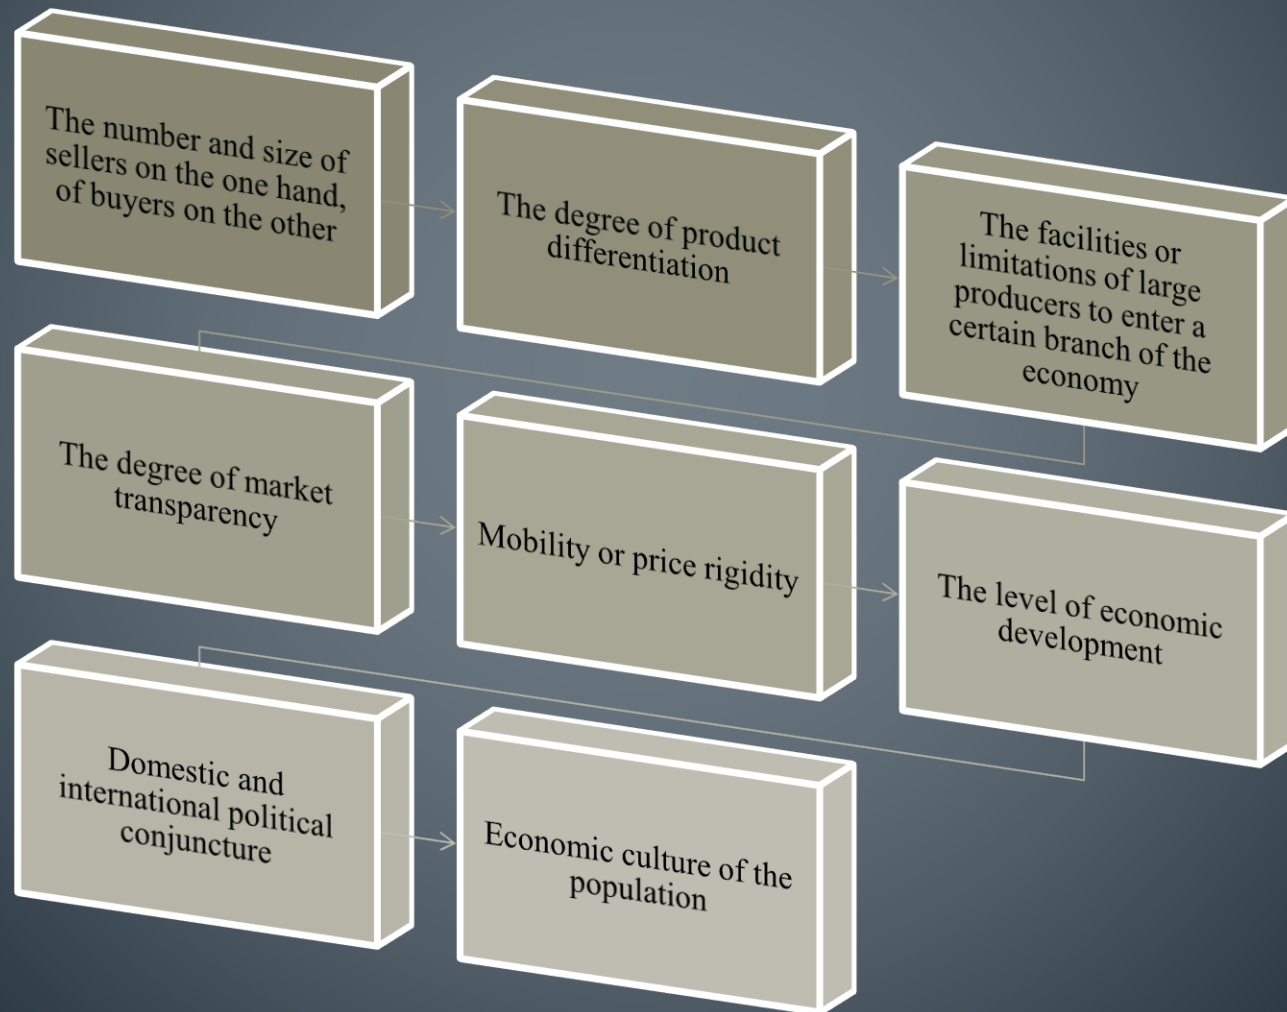 The number and size of
sellers on the one hand,
of buyers on the other
The degree of product
differentiation
The facilities or
limitations of large
producers to enter a
certain branch of the
economy
The degree of market
transparency
Mobility or price rigidity
The level of economic
development
Domestic and
international political
conjuncture
Economic culture of the
population